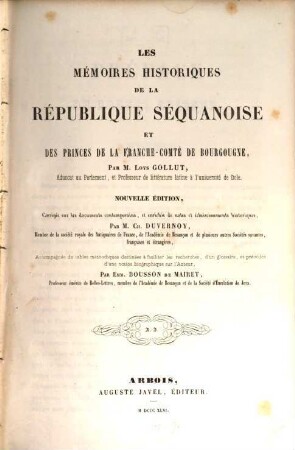 LES
MÉMOIRES HISTORIQUES
DE LA
RÉPUBLIQUE SÉQUANOISE
ET
DES PRINCES DE LA FRANCHE-COMTÉ DE BOURGOUGNE,
PAR M. LOYS GOLLUT,
Advocat au Parlement, et Professeur de littérature latine à l'université de Dole.
NOUVELLE ÉDITION,
Corrigée sur les documents contemporains, et enrichie de notes et éclaircissements historiques,
PAR M. CH. DUVERNOY,
Membre de la société royale des Antiquaires de France, de l'Académie de Besançon et de plusieurs autres Sociétés savantes,
françaises et étrangères,
Accompagnée de tables méthodiques destinées à faciliter les recherches, d'un glossaire, et précédée
d'une notice biographique sur l'Auteur,
PAR EMM. BOUSSON DE MAIRET,
Professeur émérite de Belles-Lettres, membre de l'Académie de Besançon et de la Société d'Émulation du Jura.
ARBOIS,
AUGUSTE JAVEL, ÉDITEUR.
M DCCC XLVI.